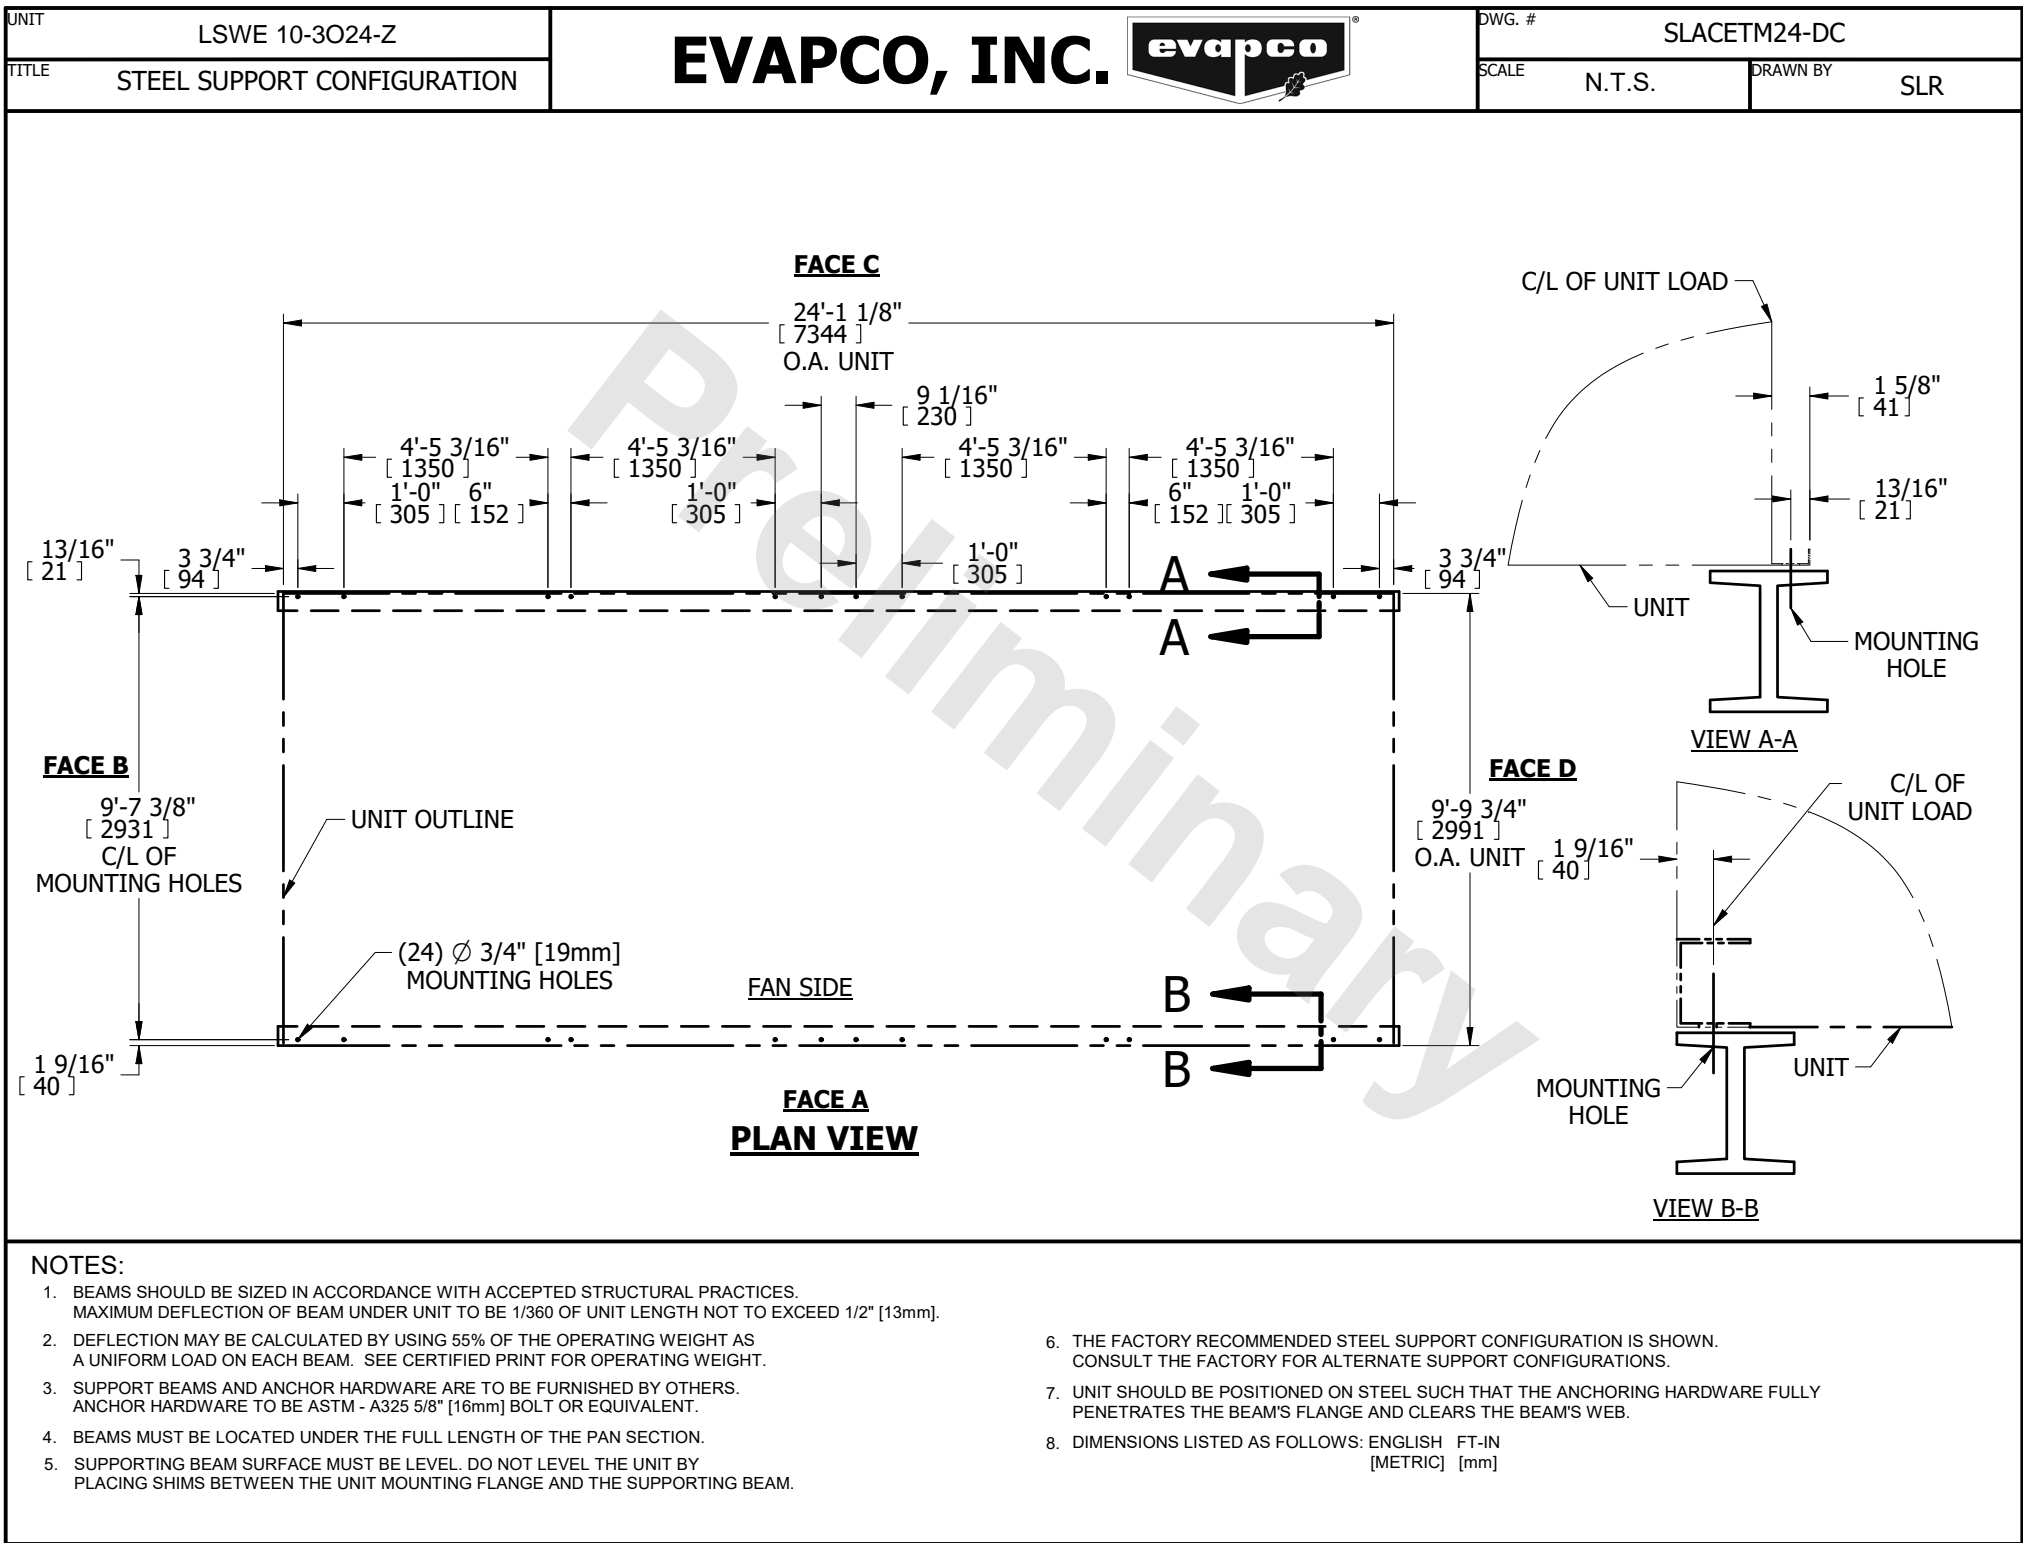 UNIT
LSWE 10-3O24-Z
TITLE
STEEL SUPPORT CONFIGURATION
EVAPCO, INC.
evapco
®
DWG. #
SLACETM24-DC
SCALE
N.T.S.
DRAWN BY
SLR
FACE C
24'-1 1/8"
[ 7344 ]
O.A. UNIT
9 1/16"
[ 230 ]
4'-5 3/16"
[ 1350 ]
4'-5 3/16"
[ 1350 ]
4'-5 3/16"
[ 1350 ]
4'-5 3/16"
[ 1350 ]
1'-0"
[ 305 ]
6"
[ 152 ]
1'-0"
[ 305 ]
6"
[ 152 ]
1'-0"
[ 305 ]
13/16"
[ 21 ]
3 3/4"
[ 94 ]
1'-0"
[ 305 ]
3 3/4"
[ 94 ]
A
A
FACE B
9'-7 3/8"
[ 2931 ]
C/L OF
MOUNTING HOLES
UNIT OUTLINE
FACE D
9'-9 3/4"
[ 2991 ]
O.A. UNIT
(24) Ø 3/4" [19mm]
MOUNTING HOLES
FAN SIDE
B
B
1 9/16"
[ 40 ]
FACE A
PLAN VIEW
Preliminary
C/L OF UNIT LOAD
1 5/8"
[ 41 ]
13/16"
[ 21 ]
UNIT
MOUNTING
HOLE
VIEW A-A
C/L OF
UNIT LOAD
1 9/16"
[ 40 ]
UNIT
MOUNTING
HOLE
VIEW B-B
NOTES:
1. BEAMS SHOULD BE SIZED IN ACCORDANCE WITH ACCEPTED STRUCTURAL PRACTICES.
MAXIMUM DEFLECTION OF BEAM UNDER UNIT TO BE 1/360 OF UNIT LENGTH NOT TO EXCEED 1/2" [13mm].
2. DEFLECTION MAY BE CALCULATED BY USING 55% OF THE OPERATING WEIGHT AS
A UNIFORM LOAD ON EACH BEAM. SEE CERTIFIED PRINT FOR OPERATING WEIGHT.
3. SUPPORT BEAMS AND ANCHOR HARDWARE ARE TO BE FURNISHED BY OTHERS.
ANCHOR HARDWARE TO BE ASTM - A325 5/8" [16mm] BOLT OR EQUIVALENT.
4. BEAMS MUST BE LOCATED UNDER THE FULL LENGTH OF THE PAN SECTION.
5. SUPPORTING BEAM SURFACE MUST BE LEVEL. DO NOT LEVEL THE UNIT BY
PLACING SHIMS BETWEEN THE UNIT MOUNTING FLANGE AND THE SUPPORTING BEAM.
6. THE FACTORY RECOMMENDED STEEL SUPPORT CONFIGURATION IS SHOWN.
CONSULT THE FACTORY FOR ALTERNATE SUPPORT CONFIGURATIONS.
7. UNIT SHOULD BE POSITIONED ON STEEL SUCH THAT THE ANCHORING HARDWARE FULLY
PENETRATES THE BEAM'S FLANGE AND CLEARS THE BEAM'S WEB.
8. DIMENSIONS LISTED AS FOLLOWS: ENGLISH FT-IN
[METRIC] [mm]